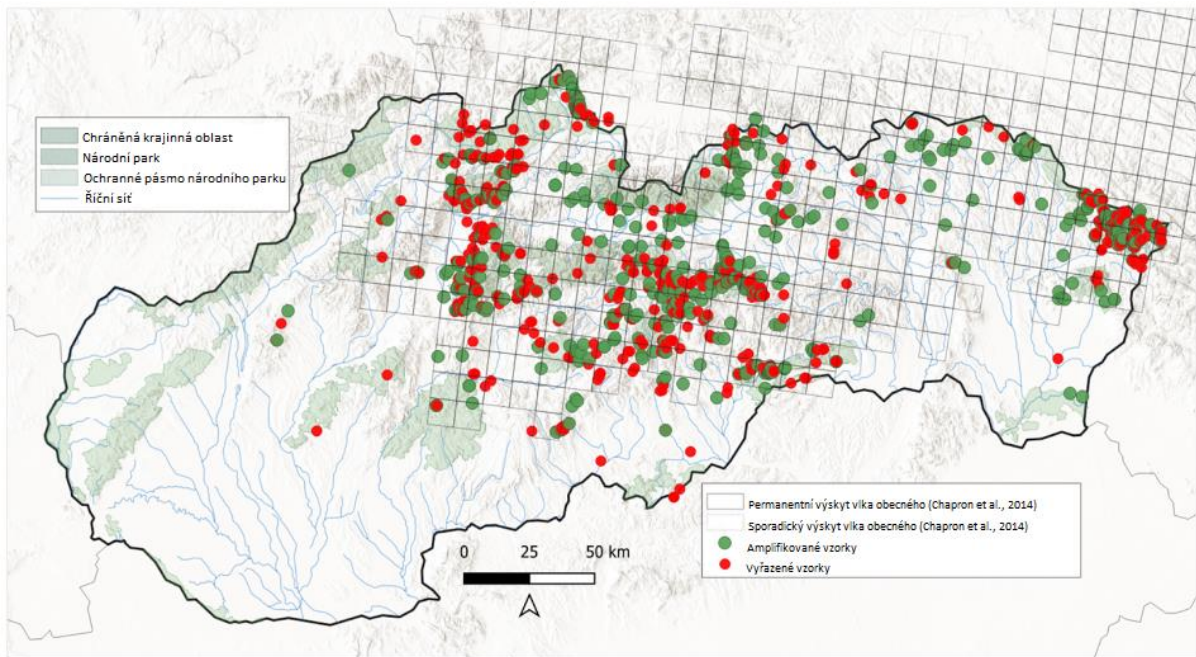 Chráněná krajinná oblast
Národní park
Ochranné pásmo národního parku
Říční síť
0 25 50 km
Permanentní výskyt vlka obecného (Chapron et al., 2014)
Sporadický výskyt vlka obecného (Chapron et al., 2014)
Amplifikované vzorky
Vyřazené vzorky